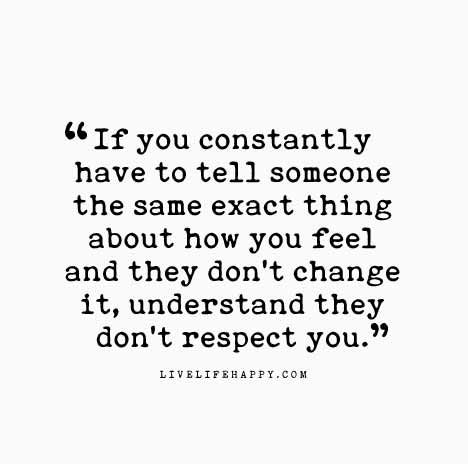 “If you constantly
have to tell someone
the same exact thing
about how you feel
and they don't change
it, understand they
don't respect you.”
LIVELIFEHAPPY.COM